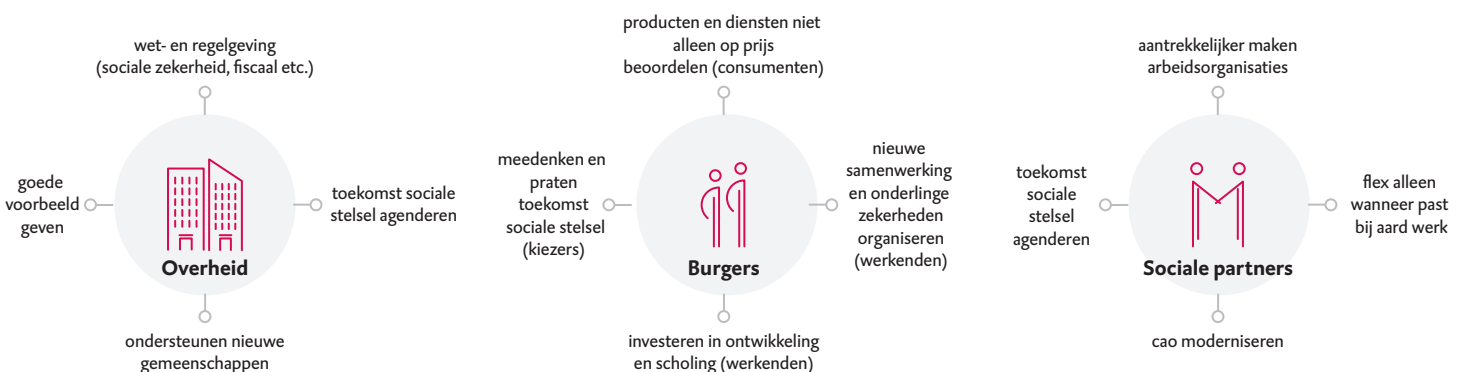 wet- en regelgeving
(sociale zekerheid, fiscaal etc.)
goede
voorbeeld
geven
toekomst sociale
stelsel agenderen
Overheid
ondersteunen nieuwe
gemeenschappen
producten en diensten niet
alleen op prijs
beoordelen (consumenten)
meedenken en
praten
toekomst
sociale stelsel
(kiezers)
nieuwe
samenwerking
en onderlinge
zekerheden
organiseren
(werkenden)
Burgers
investeren in ontwikkeling
en scholing (werkenden)
aantrekkelijker maken
arbeidsorganisaties
toekomst
sociale
stelsel
agenderen
flex alleen
wanneer past
bij aard werk
Sociale partners
cao moderniseren